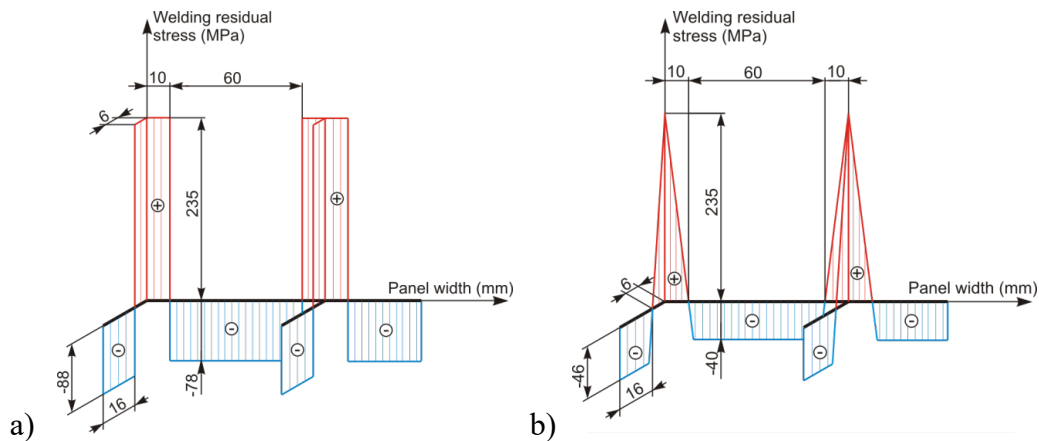 Welding residual
stress (MPa)
10
60
6
235
Panel width (mm)
-88
16
-78
a)
Welding residual
stress (MPa)
10
60
10
6
235
Panel width (mm)
-46
16
-40
b)